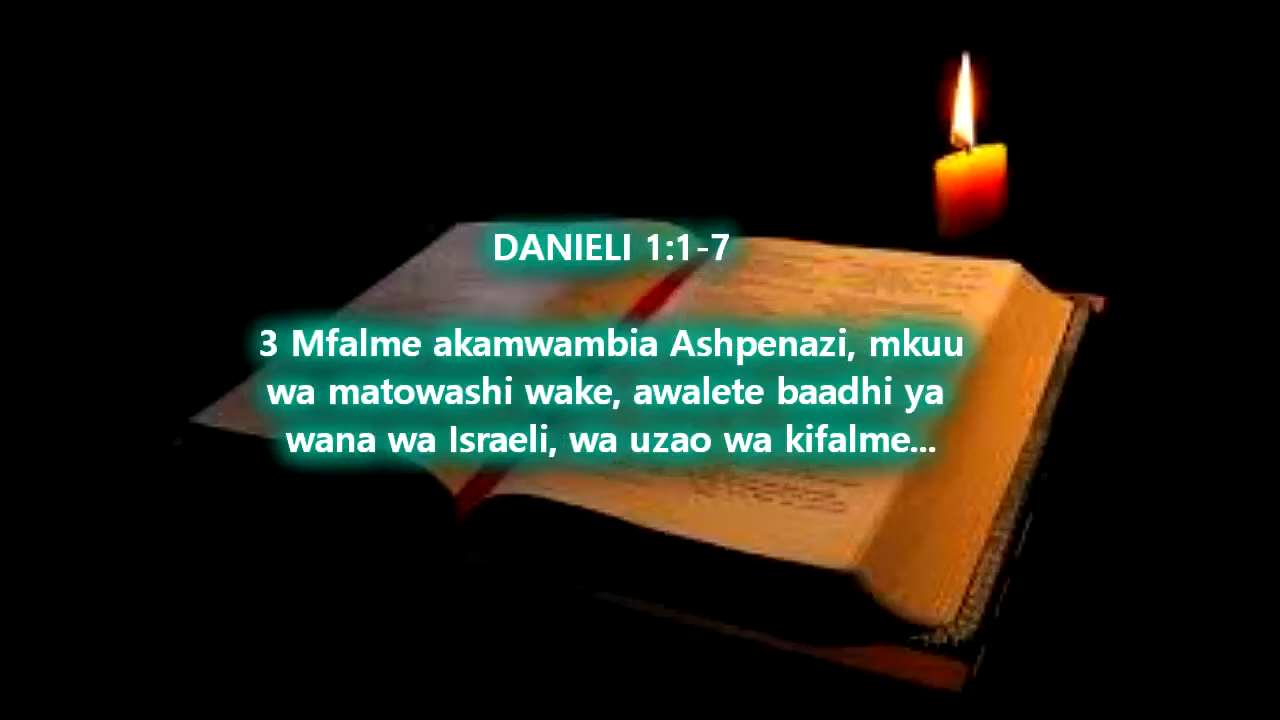 DANIELI 1:1-7
3 Mfalme akamwambia Ashpenazi, mkuu
wa matowashi wake, awalete baadhi ya
wana wa Israeli, wa uzao wa kifalme...